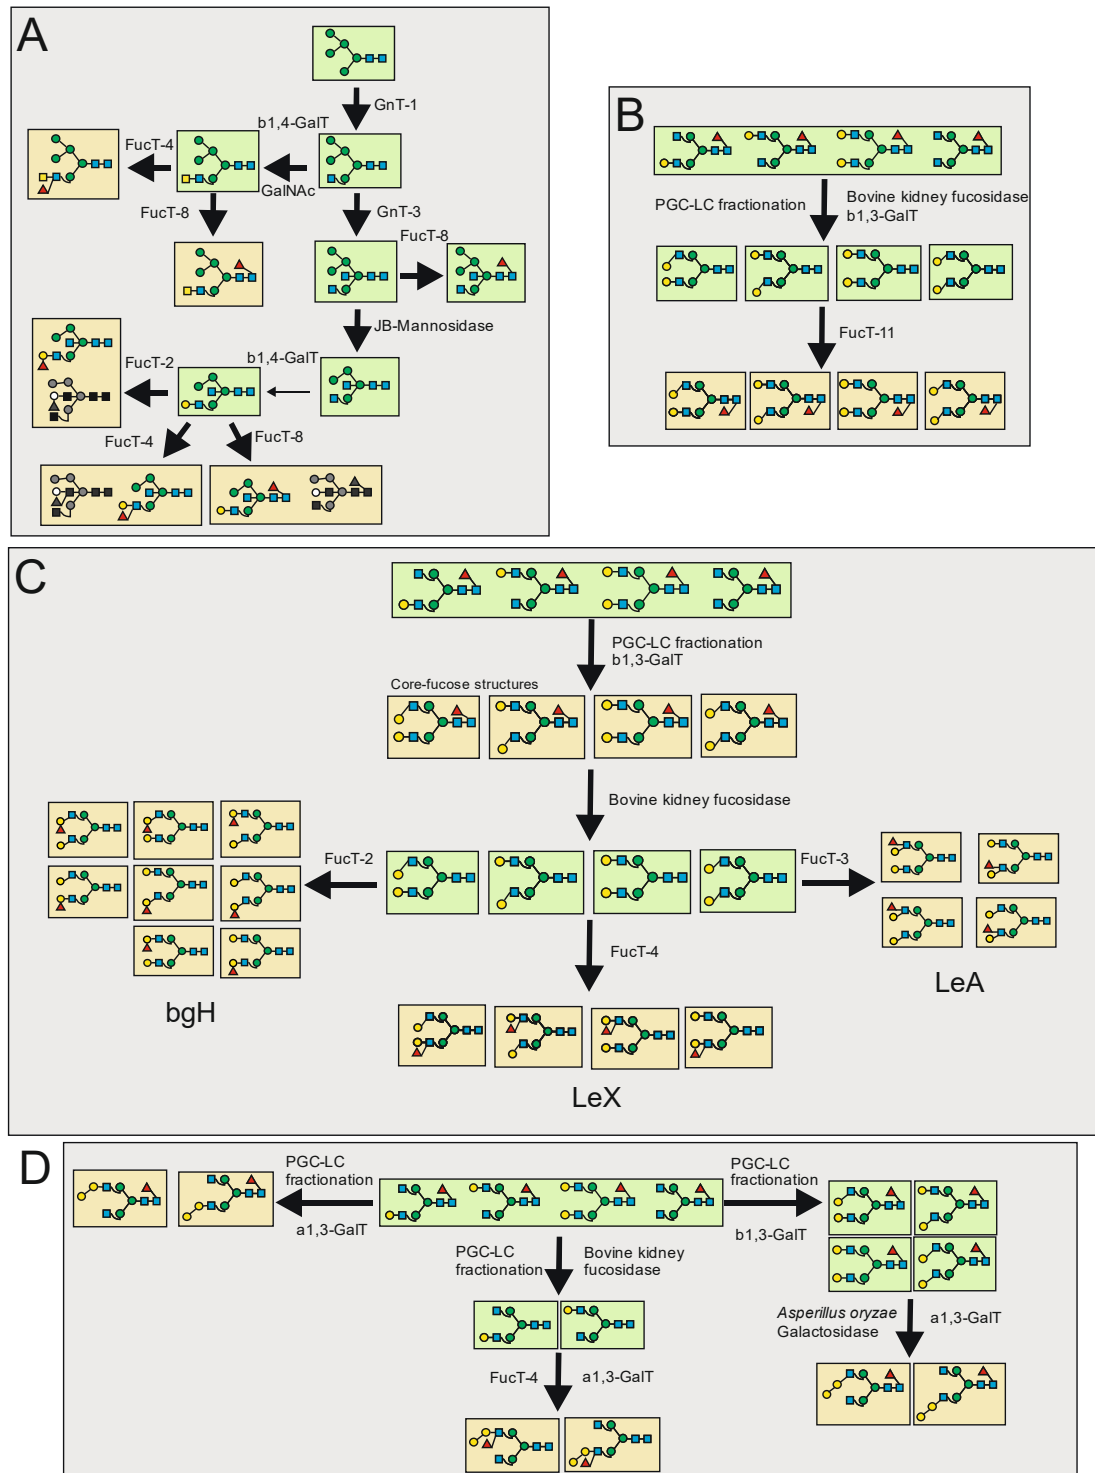 A
GnT-1
b1,4-GalT
FucT-4
GalNAc
FucT-8
GnT-3
FucT-8
JB-Mannosidase
b1,4-GalT
FucT-2
FucT-4
FucT-8
B
PGC-LC fractionation
Bovine kidney fucosidase
b1,3-GalT
FucT-11
C
PGC-LC fractionation
b1,3-GalT
Core-fucose structures
Bovine kidney fucosidase
FucT-2
FucT-3
FucT-4
bgH
LeA
LeX
D
PGC-LC
fractionation
a1,3-GalT
PGC-LC
fractionation
b1,3-GalT
PGC-LC
fractionation
Bovine kidney
fucosidase
Asperillus oryzae
Galactosidase
a1,3-GalT
FucT-4
a1,3-GalT